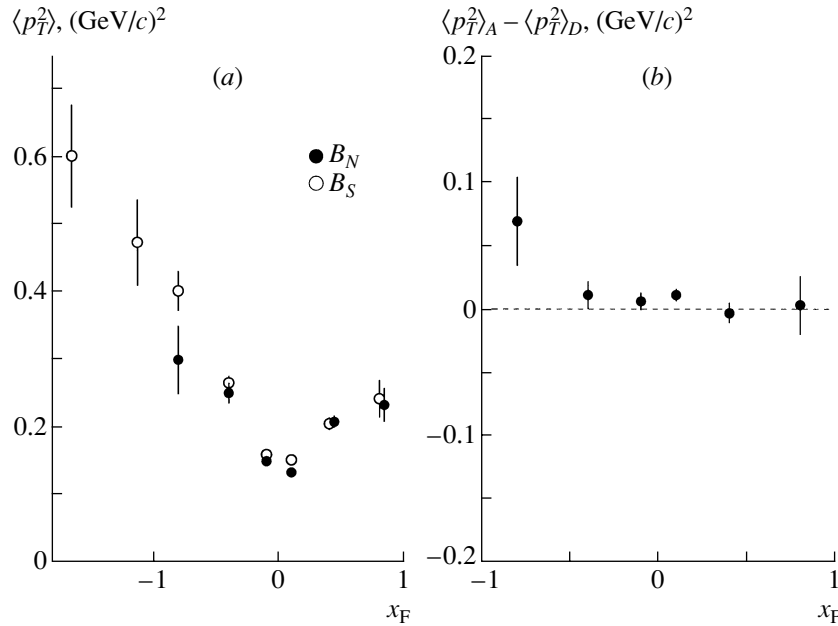 ⟨p_T^2⟩, (GeV/c)^2
(a)
0.6
0.4
0.2
0
B_N
B_S
−1
0
1
x_F
⟨p_T^2⟩_A – ⟨p_T^2⟩_D, (GeV/c)^2
(b)
0.2
0.1
0
−0.1
−0.2
−1
0
1
x_F